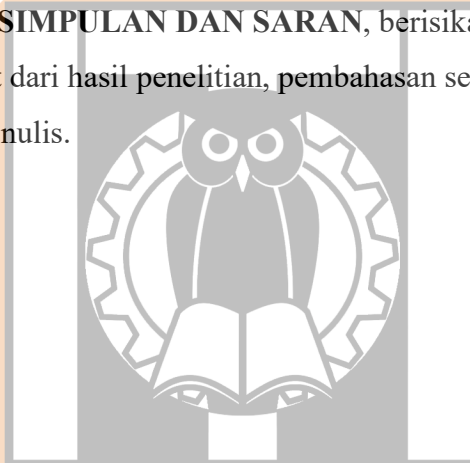 SIMPULAN DAN SARAN, berisika
t dari hasil penelitian, pembahasan se
nulis.